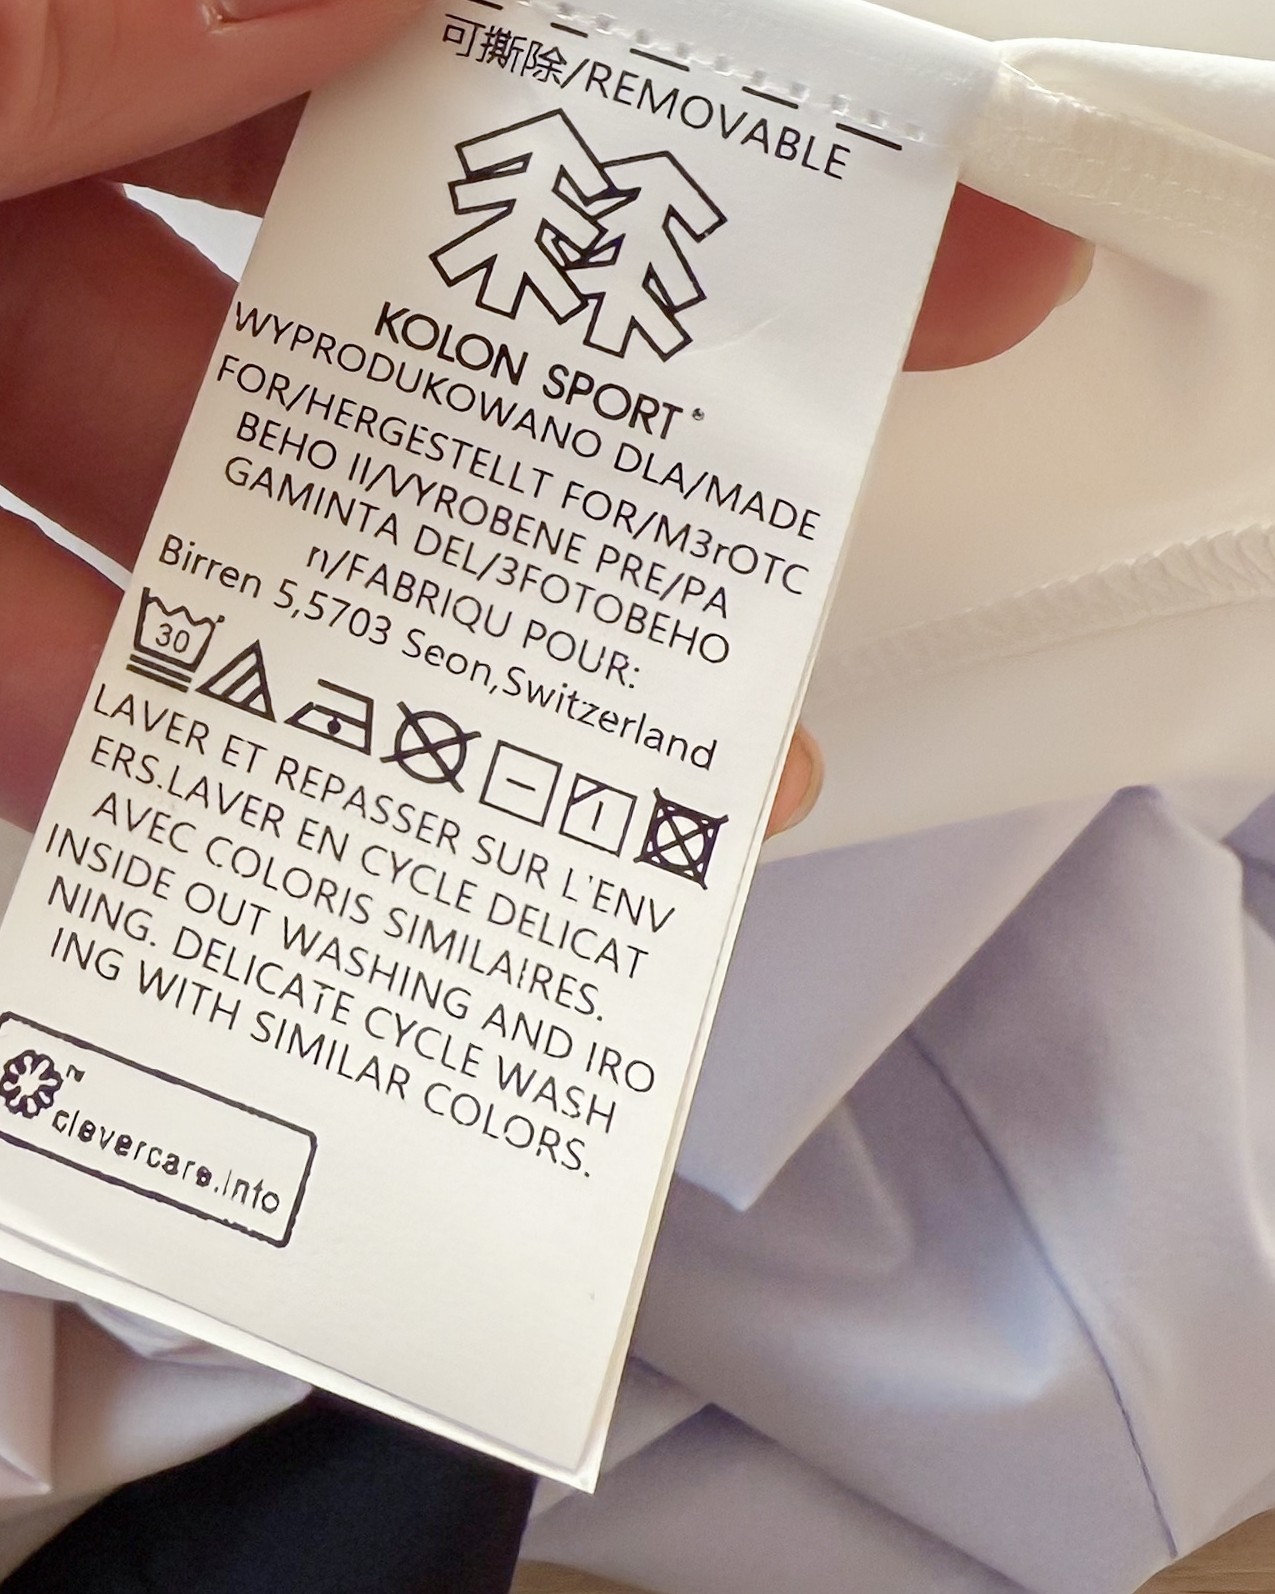 可撕除/REMOVABLE
KOLON SPORT®
WYPRODUKOWANO DLA/MADE
FOR/HERGESTELLT FOR/M3rOTC
BEHO II/VYROBENE PRE/PA
GAMINTA DEL/3FOTOBEHO
n/FABRIQU POUR:
Birren 5,5703 Seon,Switzerland
30
LAVER ET REPASSER SUR L'ENV
ERS.LAVER EN CYCLE DELICAT
AVEC COLORIS SIMILAIRES.
INSIDE OUT WASHING AND IRO
NING. DELICATE CYCLE WASH
ING WITH SIMILAR COLORS.
TM
clevercare.info